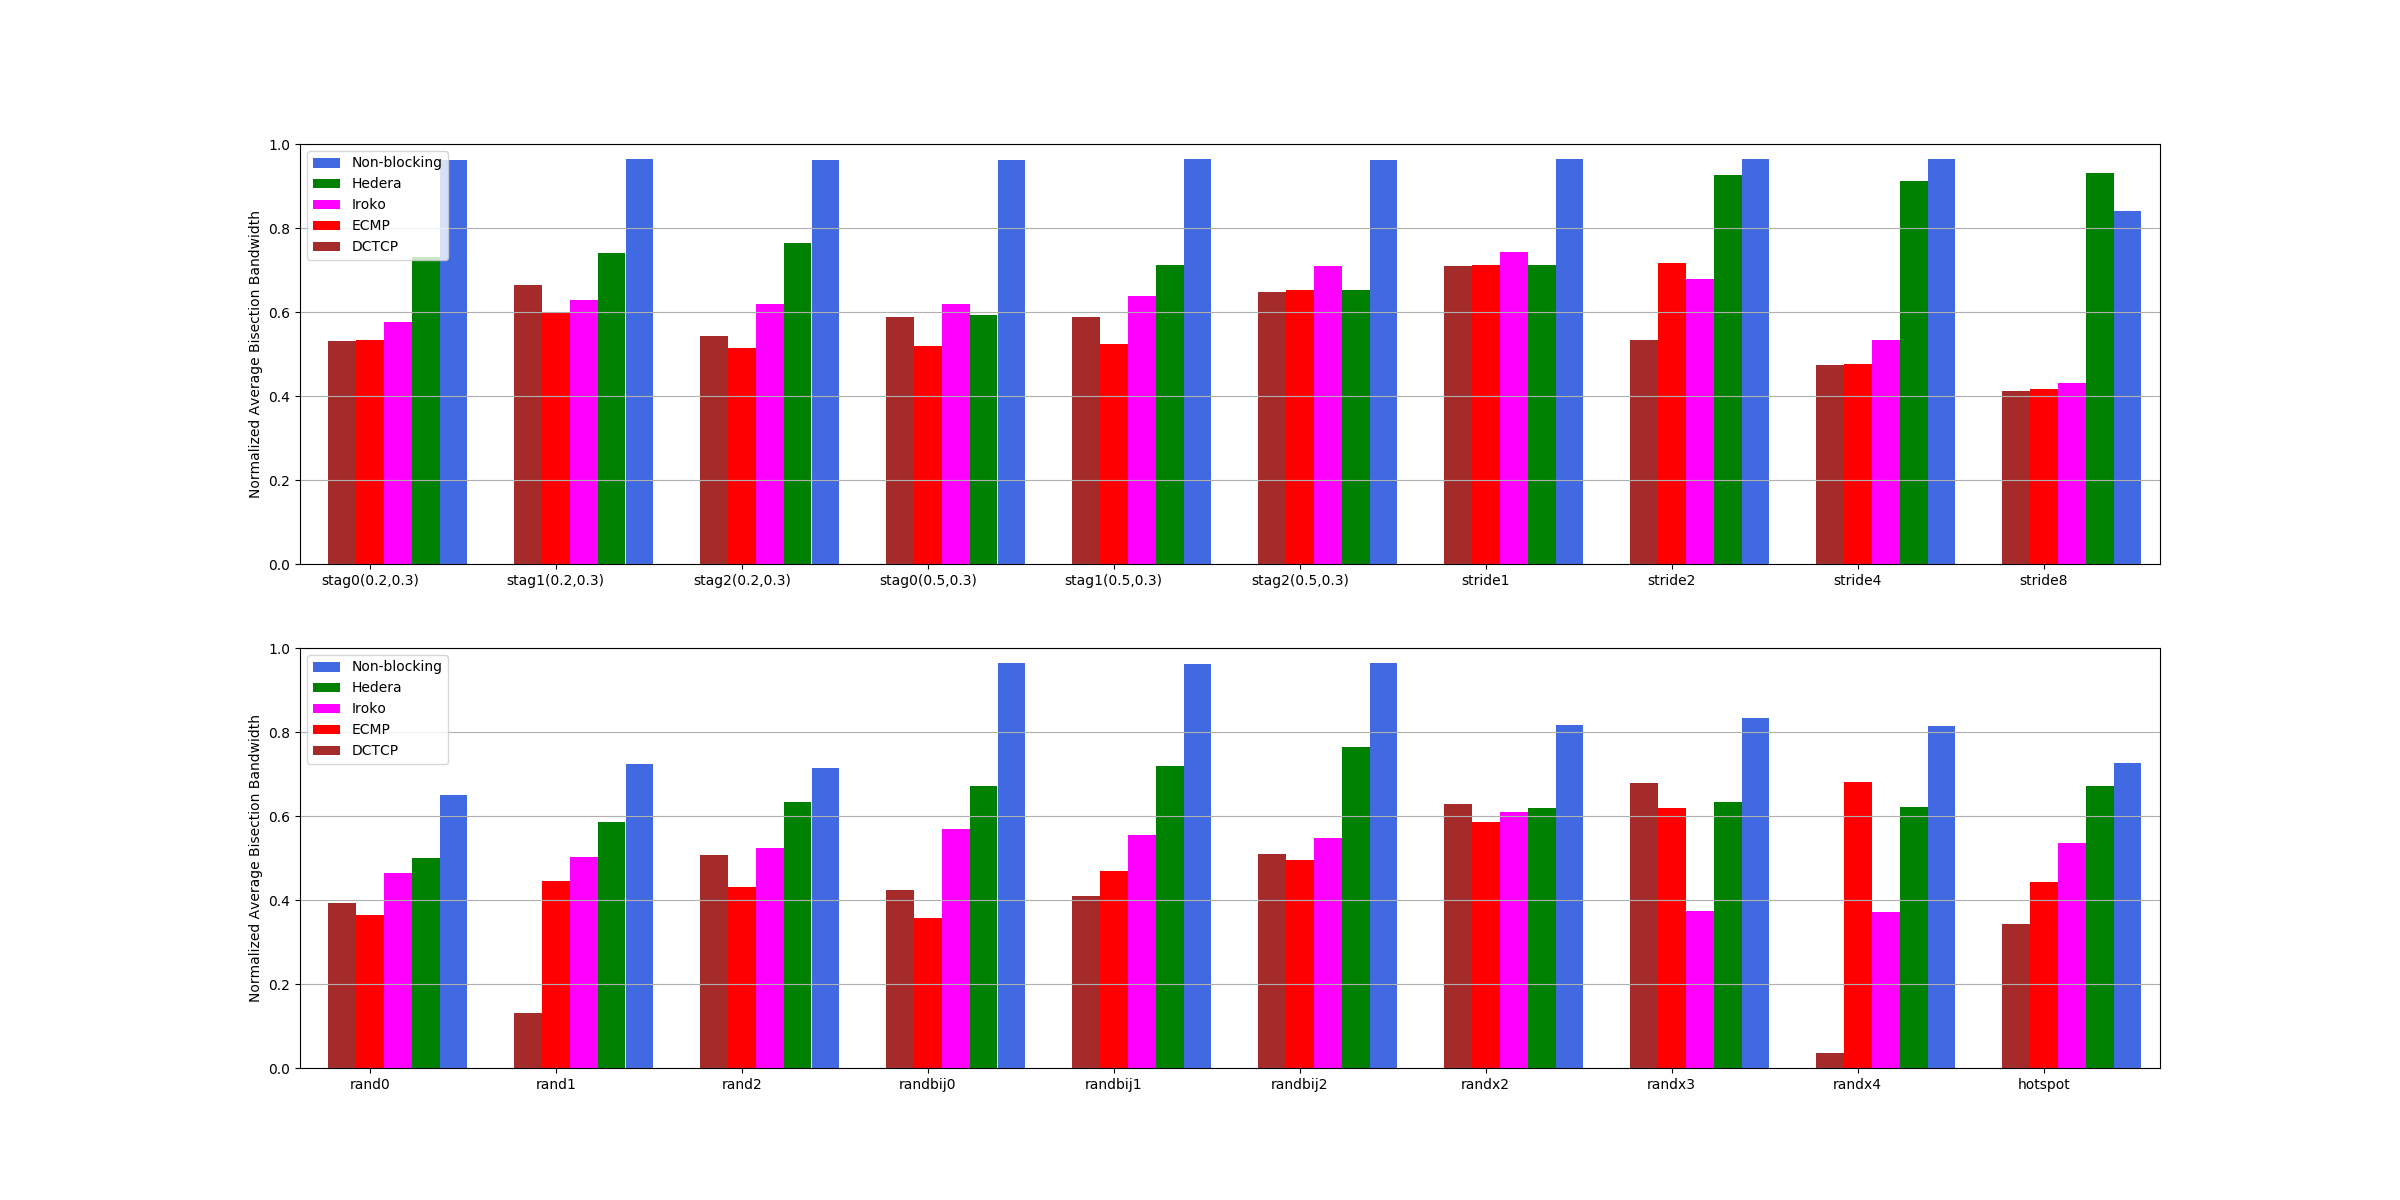 Normalized Average Bisection Bandwidth
1.0
0.8
0.6
0.4
0.2
0.0
Non-blocking
Hedera
Iroko
ECMP
DCTCP
stag0(0.2,0.3) stag1(0.2,0.3) stag2(0.2,0.3) stag0(0.5,0.3) stag1(0.5,0.3) stag2(0.5,0.3) stride1 stride2 stride4 stride8
Normalized Average Bisection Bandwidth
1.0
0.8
0.6
0.4
0.2
0.0
Non-blocking
Hedera
Iroko
ECMP
DCTCP
rand0 rand1 rand2 randbij0 randbij1 randbij2 randx2 randx3 randx4 hotspot